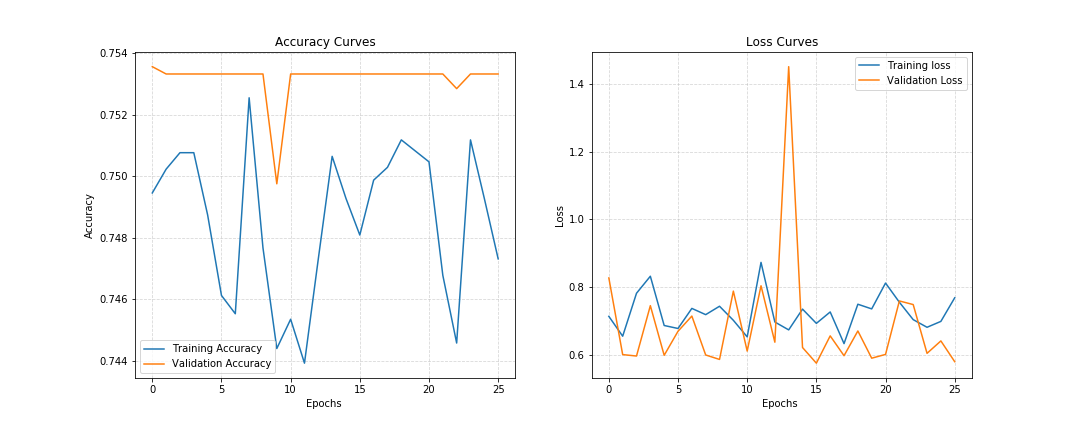 Accuracy Curves
0.754
0.752
0.750
0.748
0.746
0.744
Accuracy
Training Accuracy
Validation Accuracy
0 5 10 15 20 25
Epochs
Loss Curves
Training loss
Validation Loss
1.4
1.2
1.0
0.8
0.6
Loss
0 5 10 15 20 25
Epochs